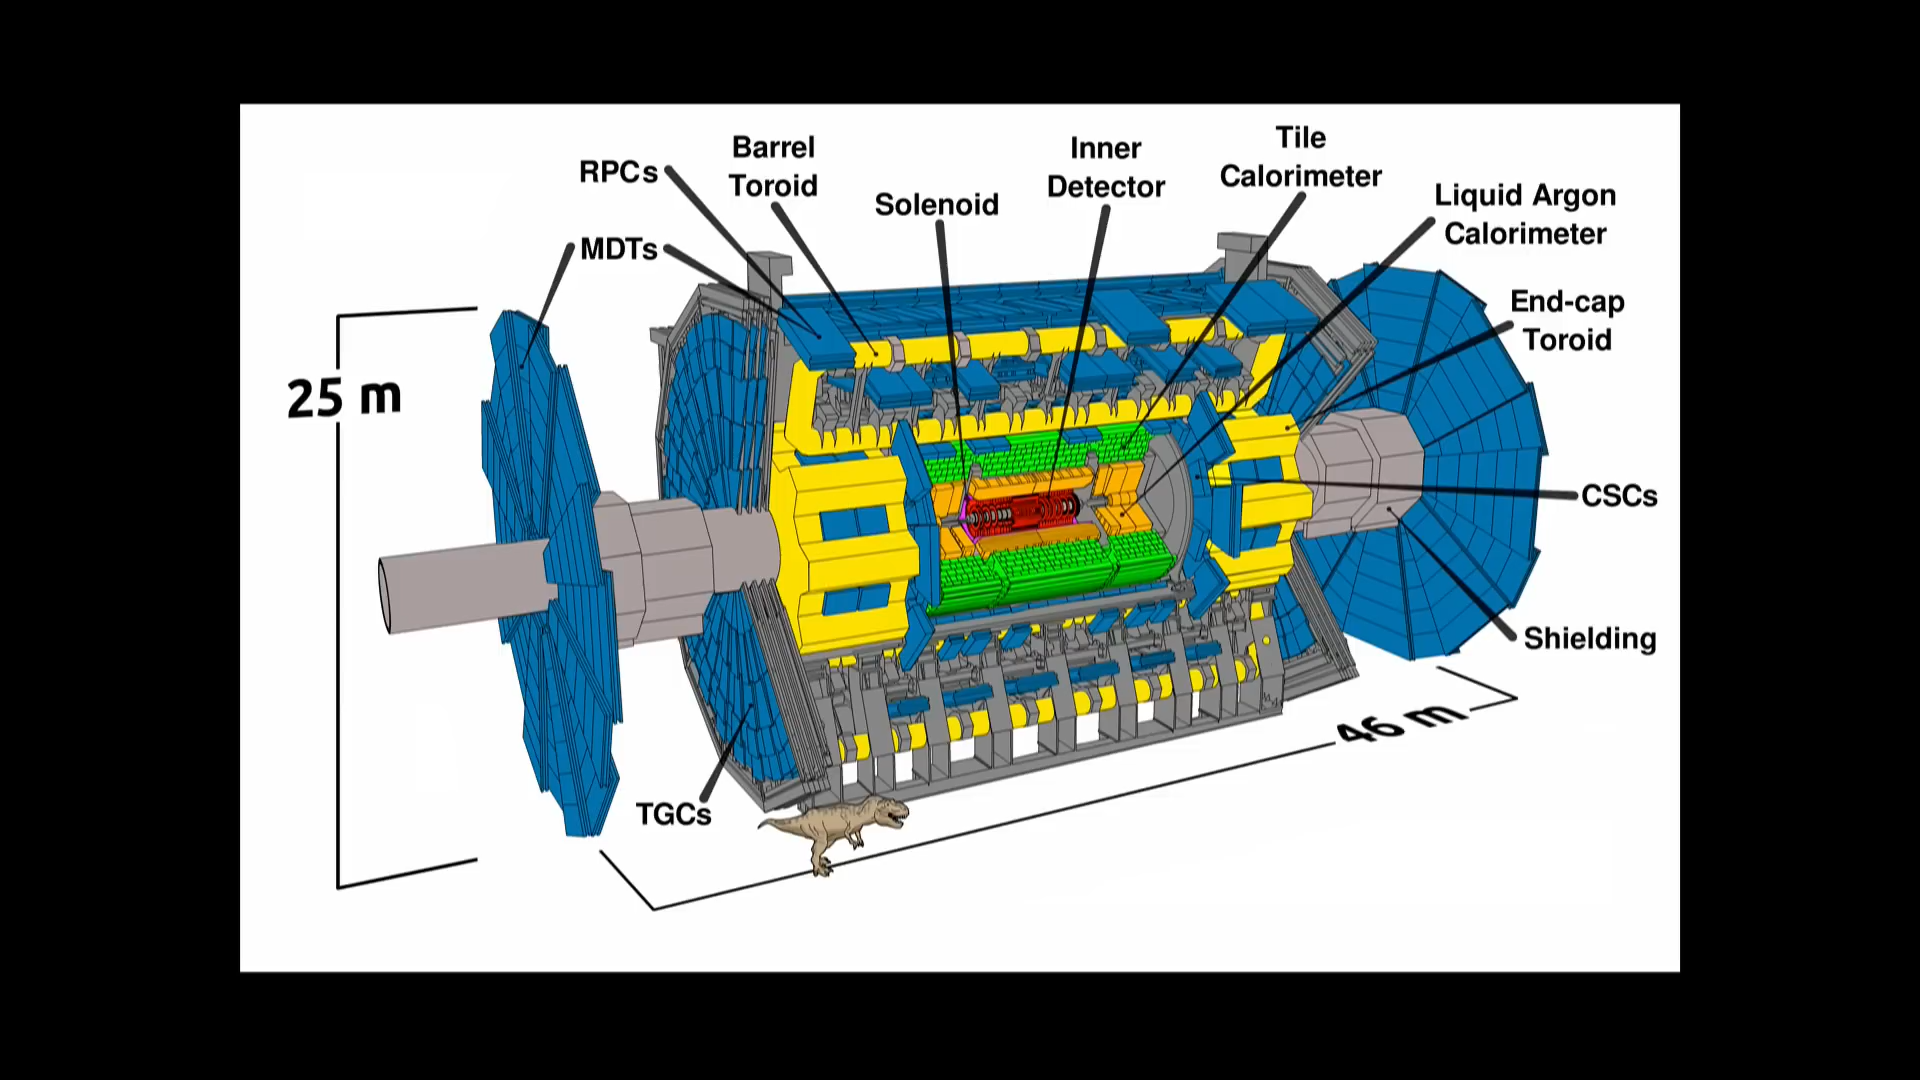 RPCs
Barrel
Toroid
Solenoid
Inner
Detector
Tile
Calorimeter
Liquid Argon
Calorimeter
MDTs
End-cap
Toroid
25 m
CSCs
Shielding
46 m
TGCs